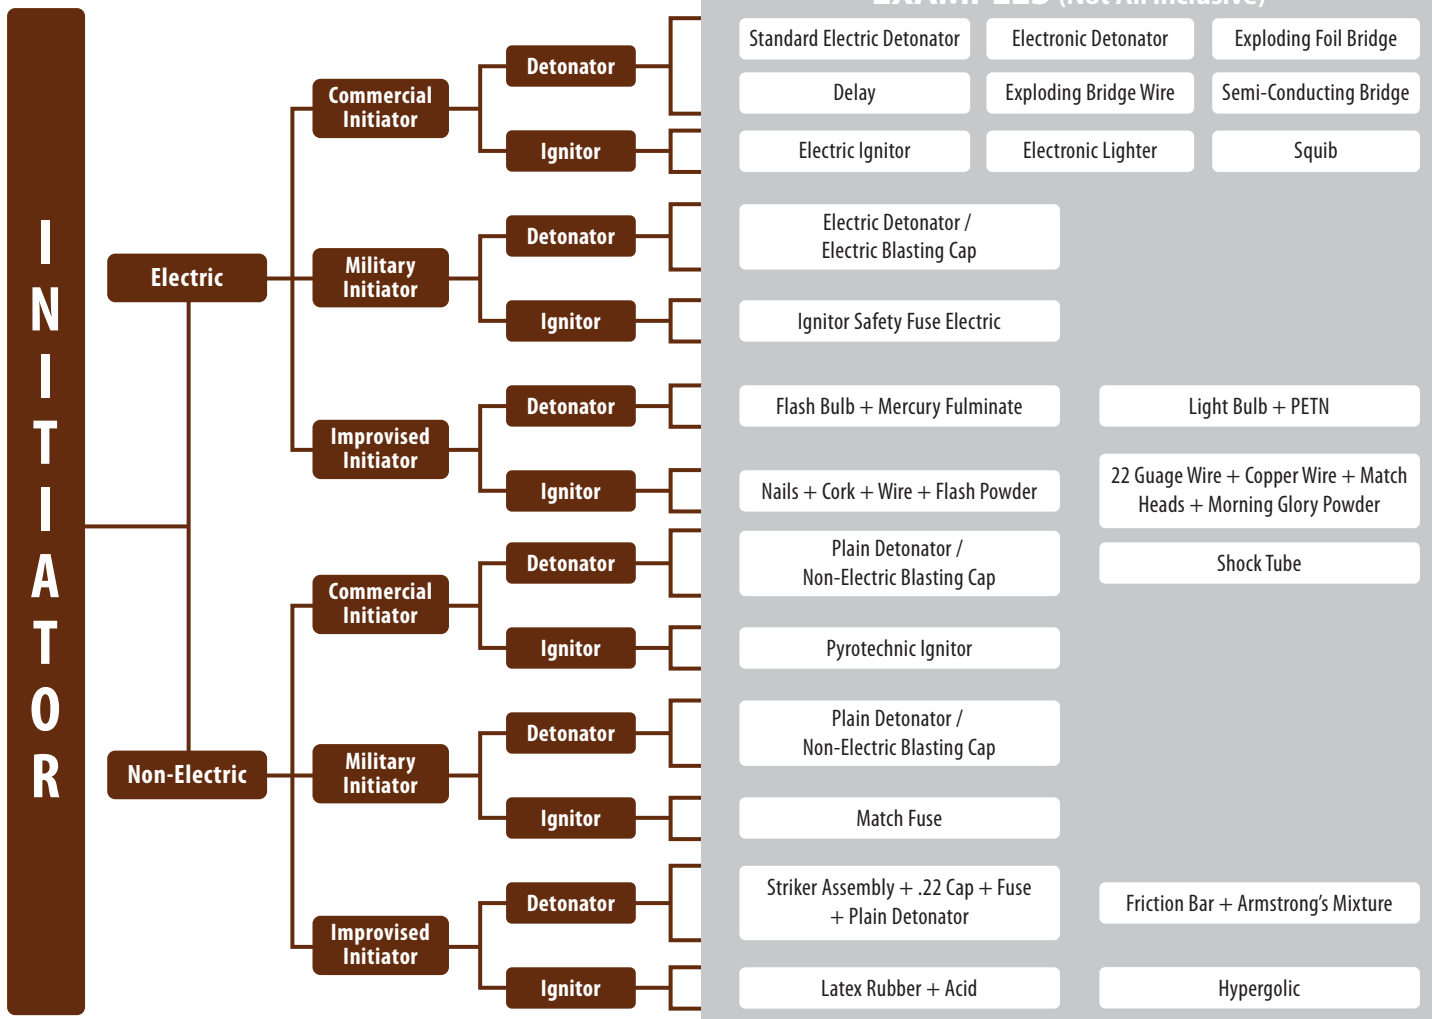 EXAMPLES (Not All Inclusive)
INITIATOR
Electric
Non-Electric
Commercial
Initiator
Detonator
Standard Electric Detonator
Electronic Detonator
Exploding Foil Bridge
Delay
Exploding Bridge Wire
Semi-Conducting Bridge
Ignitor
Electric Ignitor
Electronic Lighter
Squib
Military
Initiator
Detonator
Electric Detonator /
Electric Blasting Cap
Ignitor
Ignitor Safety Fuse Electric
Improvised
Initiator
Detonator
Flash Bulb + Mercury Fulminate
Light Bulb + PETN
Ignitor
Nails + Cork + Wire + Flash Powder
22 Guage Wire + Copper Wire + Match
Heads + Morning Glory Powder
Commercial
Initiator
Detonator
Plain Detonator /
Non-Electric Blasting Cap
Shock Tube
Ignitor
Pyrotechnic Ignitor
Military
Initiator
Detonator
Plain Detonator /
Non-Electric Blasting Cap
Ignitor
Match Fuse
Improvised
Initiator
Detonator
Striker Assembly + .22 Cap + Fuse
+ Plain Detonator
Friction Bar + Armstrong's Mixture
Ignitor
Latex Rubber + Acid
Hypergolic